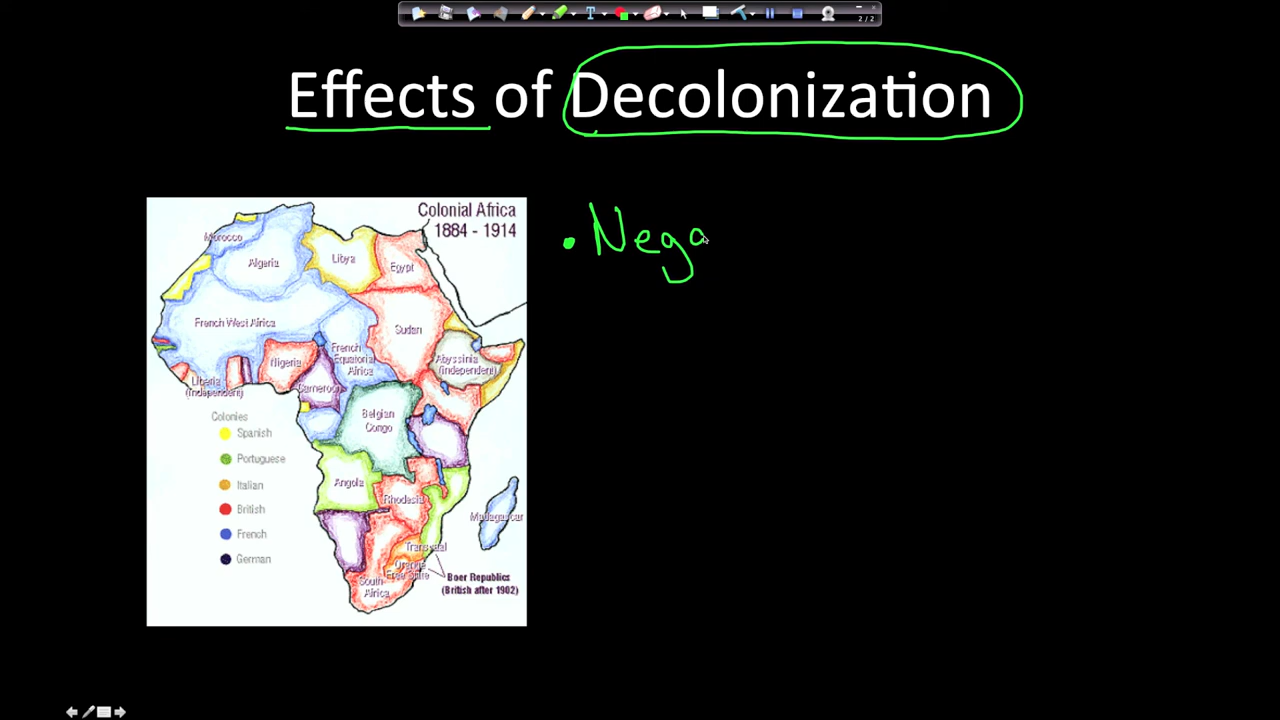 2/2
Effects of Decolonization
Colonial Africa
1884 - 1914
Morocco
Algeria
Libya
Egypt
French West Africa
Sudan
French
Equatorial
Africa
Nigeria
Abyssinia
(independent)
Liberia
(independent)
Cameroon
Belgian
Congo
Colonies
Spanish
Portuguese
Italian
British
French
German
Angola
Rhodesia
Madagascar
Transvaal
Orange
Free State
South
Africa
Boer Republics
(British after 1902)
• Nega